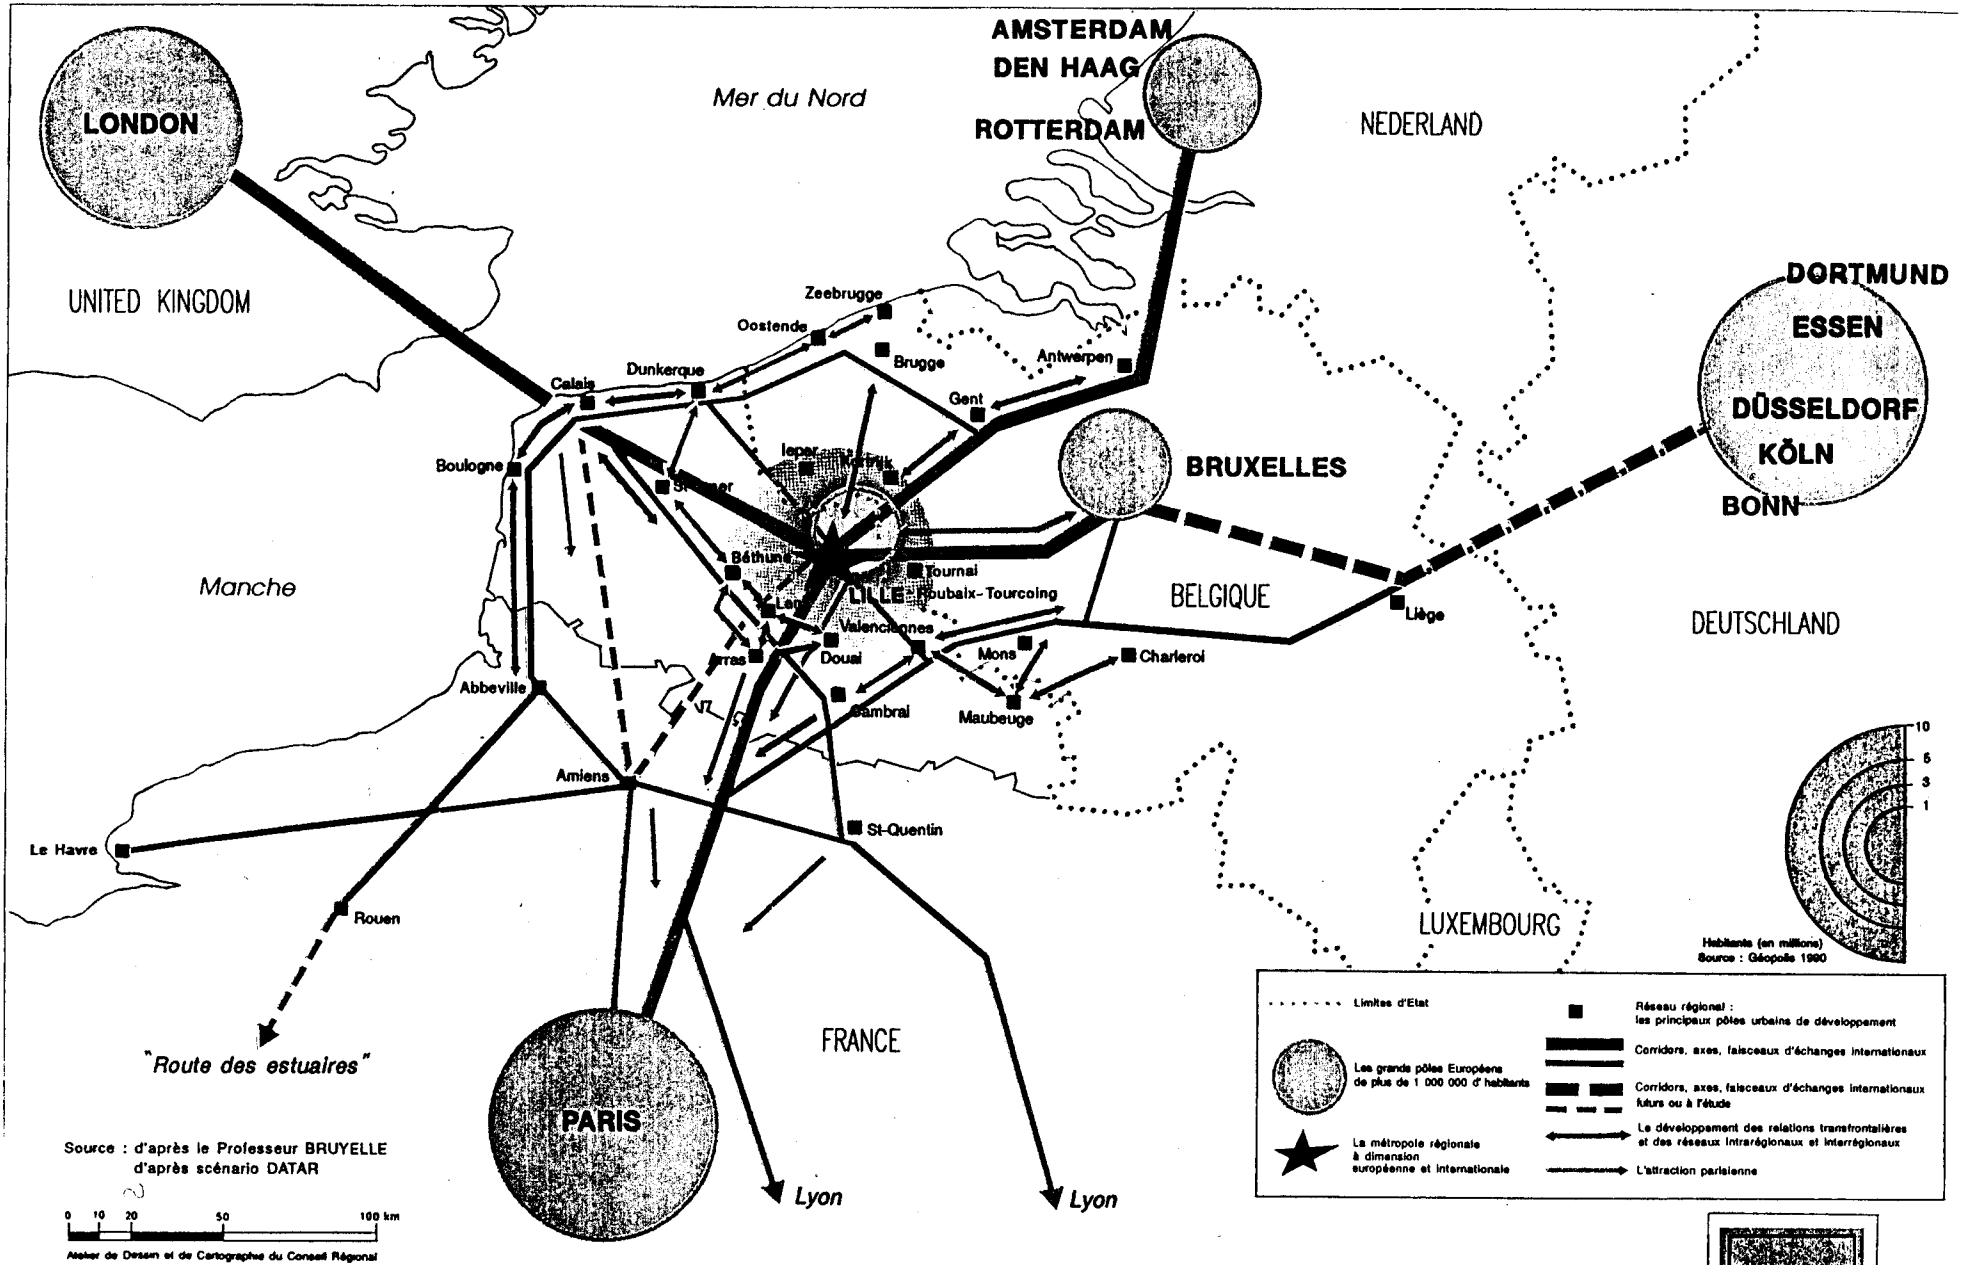 AMSTERDAM
DEN HAAG
ROTTERDAM
LONDON
Mer du Nord
NEDERLAND
UNITED KINGDOM
DORTMUND
ESSEN
DÜSSELDORF
KÖLN
BONN
Zeebrugge
Oostende
Brugge
Antwerpen
Dunkerque
Calais
Gent
Boulogne
Ieper
BRUXELLES
Béthune
Tournai
LILLE - Roubaix-Tourcoing
Manche
BELGIQUE
Liège
DEUTSCHLAND
Valenciennes
Arras
Douai
Mons
Charleroi
Abbeville
Cambrai
Maubeuge
Amiens
St-Quentin
Le Havre
Rouen
LUXEMBOURG
10
5
3
1
Habitants (en millions)
Source : Géopolis 1990
"Route des estuaires"
FRANCE
PARIS
Lyon
Lyon
Limites d'Etat
Les grands pôles Européens
de plus de 1 000 000 d'habitants
La métropole régionale
à dimension
européenne et internationale
Réseau régional :
les principaux pôles urbains de développement
Corridors, axes, faisceaux d'échanges internationaux
Corridors, axes, faisceaux d'échanges internationaux
futurs ou à l'étude
Le développement des relations transfrontalières
et des réseaux intrarégionaux et interrégionaux
L'attraction parisienne
Source : d'après le Professeur BRUYELLE
d'après scénario DATAR
0 10 20 50 100 km
Atelier de Dessin et de Cartographie du Conseil Régional